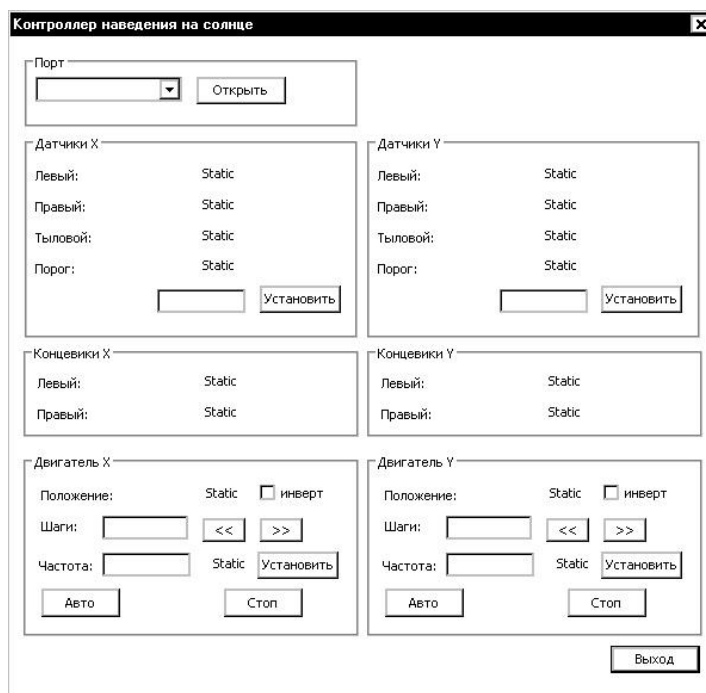 Контроллер наведения на солнце
Порт
Открыть
Датчики X
Левый: Static
Правый: Static
Тыловой: Static
Порог: Static
Установить
Датчики Y
Левый: Static
Правый: Static
Тыловой: Static
Порог: Static
Установить
Концевики X
Левый: Static
Правый: Static
Концевики Y
Левый: Static
Правый: Static
Двигатель X
Положение: Static инверт
Шаги: << >>
Частота: Static Установить
Авто Стоп
Двигатель Y
Положение: Static инверт
Шаги: << >>
Частота: Static Установить
Авто Стоп
Выход